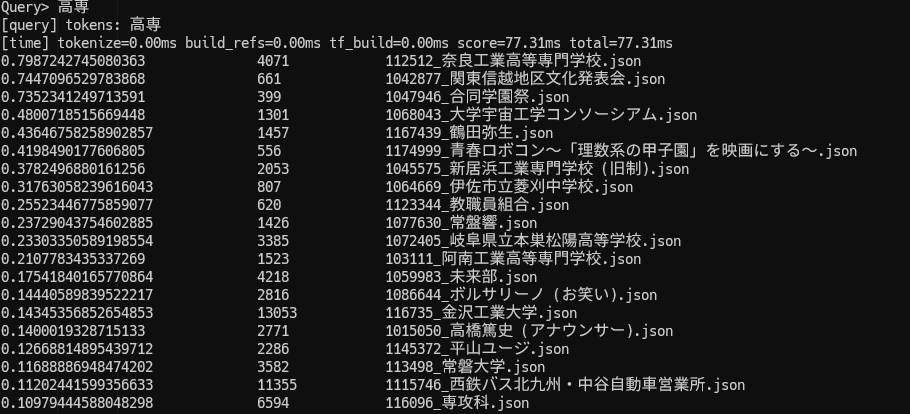 Query> 高専
[query] tokens: 高専
[time] tokenize=0.00ms build_refs=0.00ms tf_build=0.00ms score=77.31ms total=77.31ms
0.7987242745080363 4071 112512_奈良工業高等専門学校.json
0.7447096529783868 661 1042877_関東信越地区文化発表会.json
0.7352341249713591 399 1047946_合同学園祭.json
0.4800718515669448 1301 1068043_大学宇宙工学コンソーシアム.json
0.43646758258902857 1457 1167439_鶴田弥生.json
0.4198490177606805 556 1174999_青春ロボコン〜「理数系の甲子園」を映画にする〜.json
0.3782496880161256 2053 1045575_新居浜工業専門学校 (旧制).json
0.31763058239616043 807 1064669_伊佐市立菱刈中学校.json
0.25523446775859077 620 1123344_教職員組合.json
0.23729043754602885 1426 1077630_常盤響.json
0.23303350589198554 3385 1072405_岐阜県立本巣松陽高等学校.json
0.2107783435337269 1523 103111_阿南工業高等専門学校.json
0.17541840165770864 4218 1059983_未来部.json
0.14440589839522217 2816 1086644_ボルサリーノ (お笑い).json
0.14345356852654853 13053 116735_金沢工業大学.json
0.1400019328715133 2771 1015050_高橋篤史 (アナウンサー).json
0.12668814895439712 2286 1145372_平山ユージ.json
0.11688886948474202 3582 113498_常磐大学.json
0.11202441599356633 11355 1115746_西鉄バス北九州・中谷自動車営業所.json
0.10979444588048298 6594 116096_専攻科.json